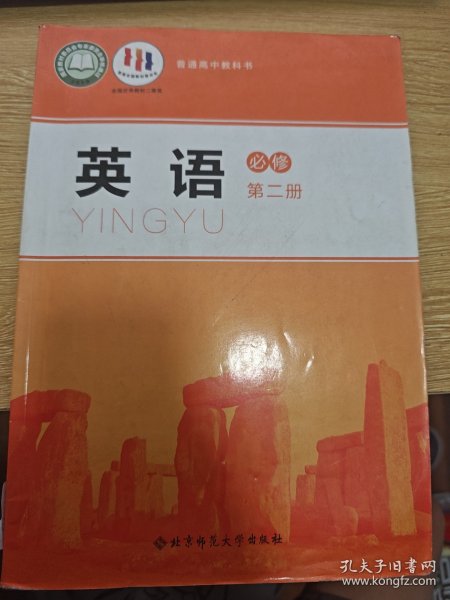 普通高中教科书
英语 必修
第二册
YINGYU
北京师范大学出版社
孔夫子旧书网
www.kongfz.com